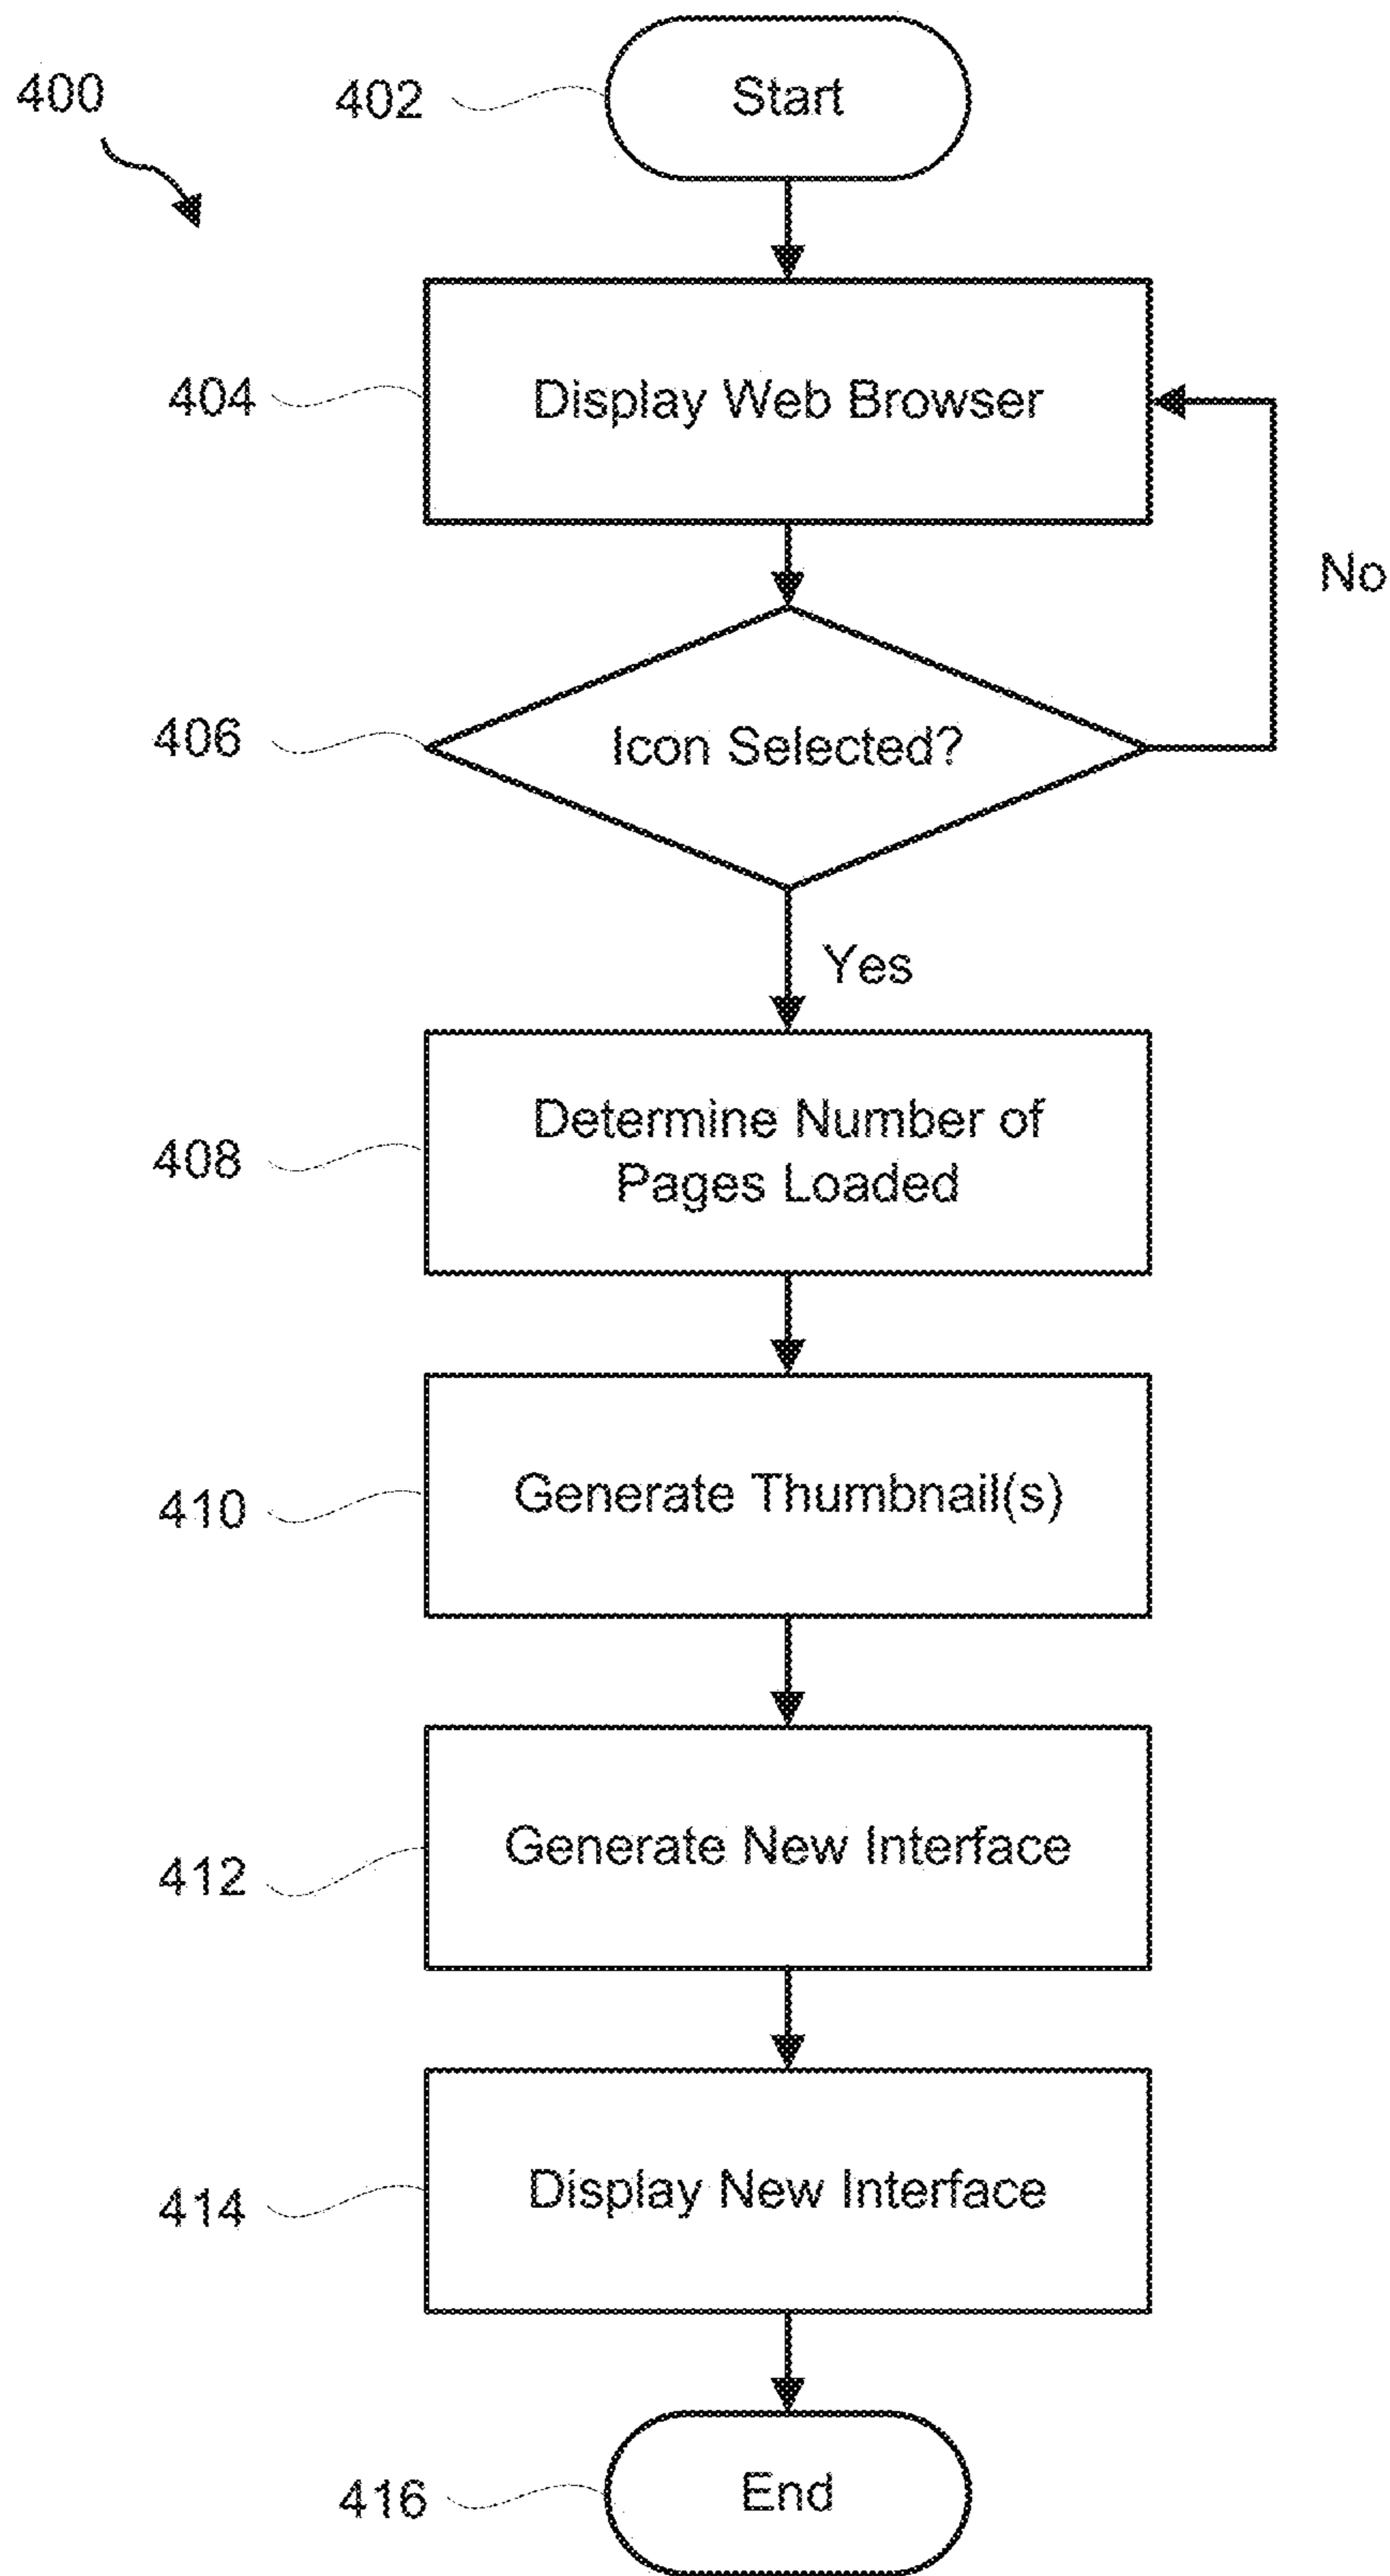 400
402
Start
404
Display Web Browser
No
406
Icon Selected?
Yes
408
Determine Number of
Pages Loaded
410
Generate Thumbnail(s)
412
Generate New Interface
414
Display New Interface
416
End